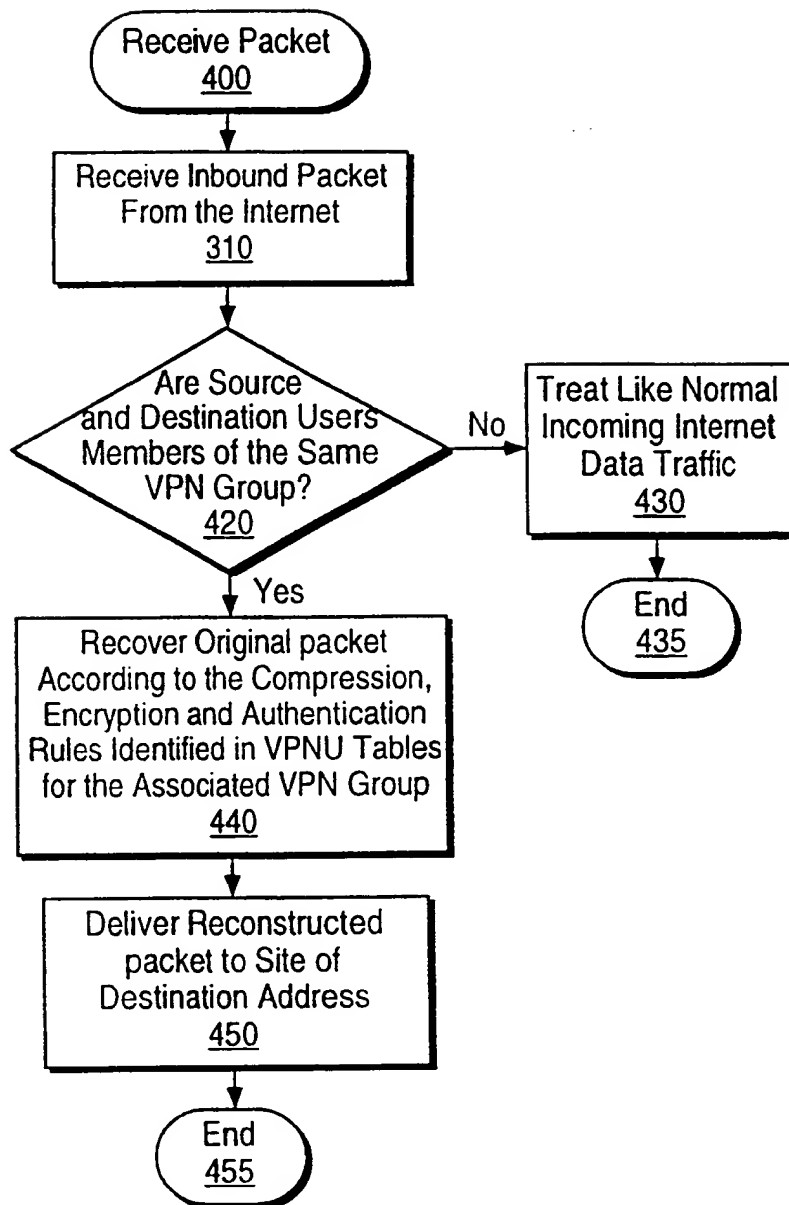 Receive Packet
400
Receive Inbound Packet
From the Internet
310
Are Source
and Destination Users
Members of the Same
VPN Group?
420
No
Treat Like Normal
Incoming Internet
Data Traffic
430
End
435
Yes
Recover Original packet
According to the Compression,
Encryption and Authentication
Rules Identified in VPNU Tables
for the Associated VPN Group
440
Deliver Reconstructed
packet to Site of
Destination Address
450
End
455